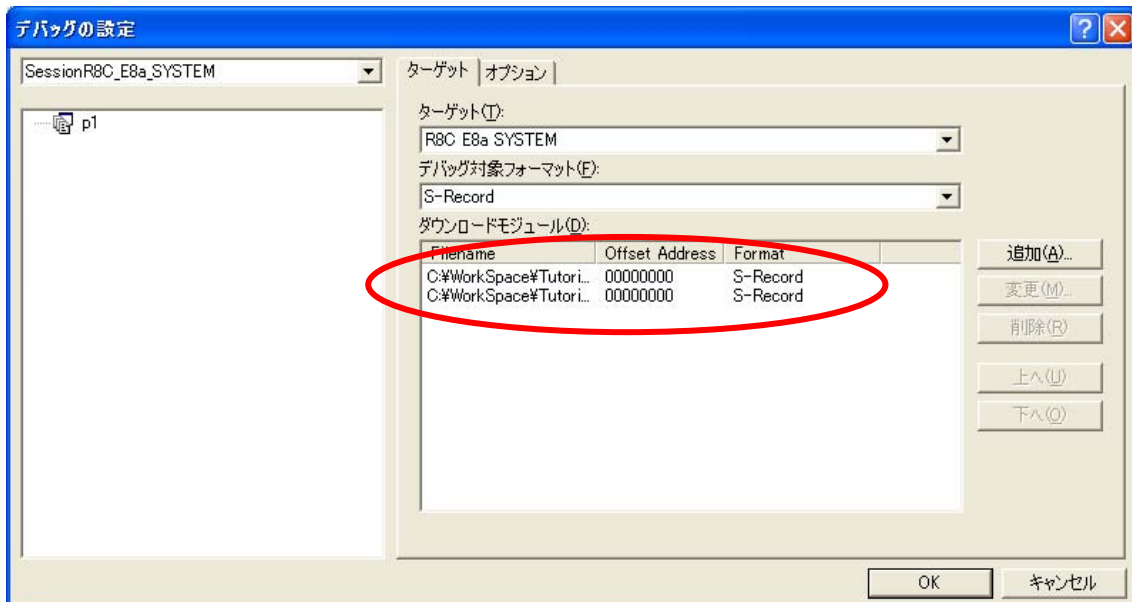 デバッグの設定
SessionR8C_E8a_SYSTEM
p1
ターゲット オプション
ターゲット(T):
R8C E8a SYSTEM
デバッグ対象フォーマット(F):
S-Record
ダウンロードモジュール(D):
Filename Offset Address Format
C:¥WorkSpace¥Tutori... 00000000 S-Record
C:¥WorkSpace¥Tutori... 00000000 S-Record
追加(A)...
変更(M)...
削除(R)
上へ(U)
下へ(O)
OK キャンセル